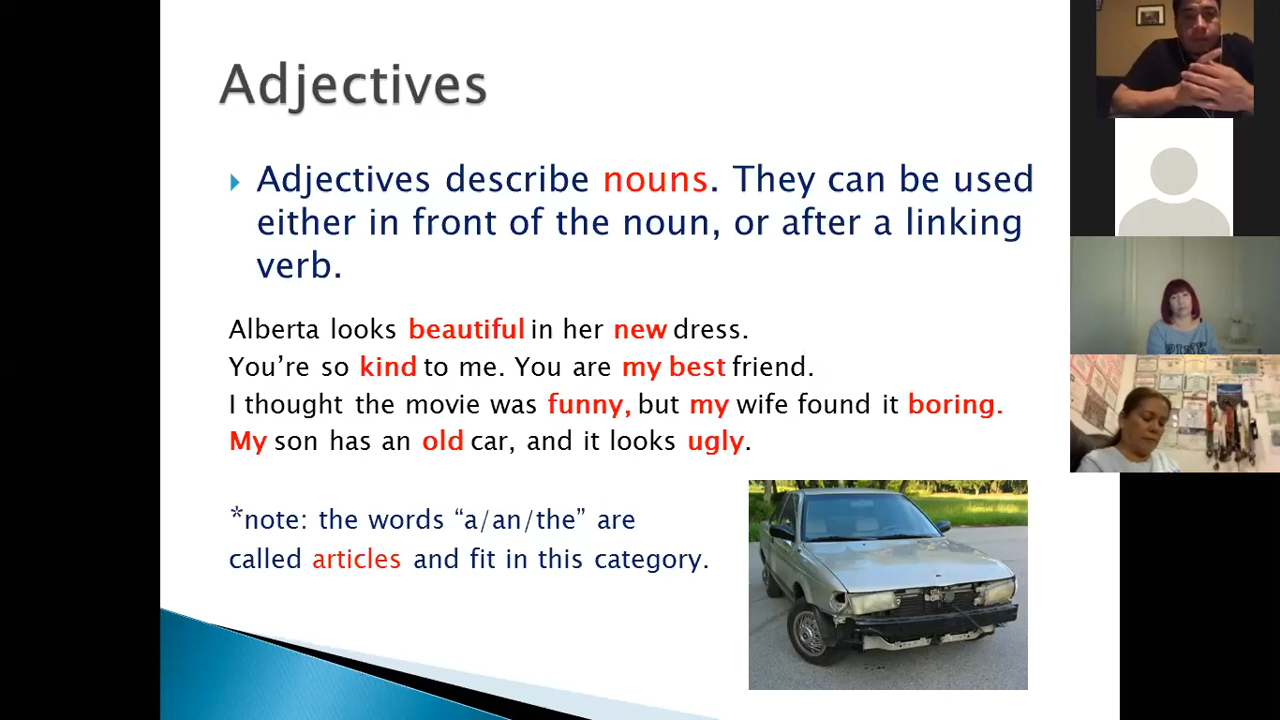 Adjectives
Adjectives describe nouns. They can be used
either in front of the noun, or after a linking
verb.
Alberta looks beautiful in her new dress.
You’re so kind to me. You are my best friend.
I thought the movie was funny, but my wife found it boring.
My son has an old car, and it looks ugly.
*note: the words “a/an/the” are
called articles and fit in this category.
PINK